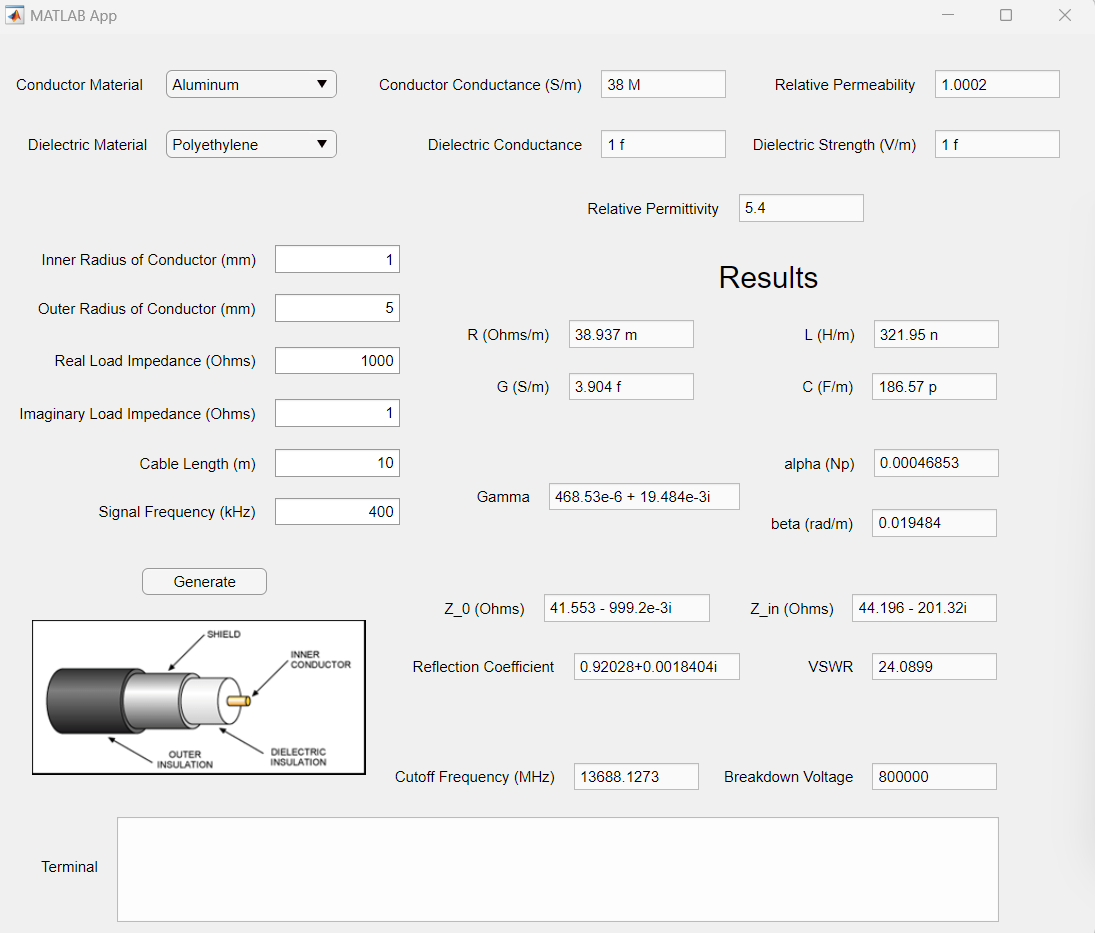 MATLAB App
Conductor Material Aluminum Conductor Conductance (S/m) 38 M Relative Permeability 1.0002
Dielectric Material Polyethylene Dielectric Conductance 1 f Dielectric Strength (V/m) 1 f
Relative Permittivity 5.4
Inner Radius of Conductor (mm) 1
Outer Radius of Conductor (mm) 5
Real Load Impedance (Ohms) 1000
Imaginary Load Impedance (Ohms) 1
Cable Length (m) 10
Signal Frequency (kHz) 400
Generate
SHIELD
INNER
CONDUCTOR
OUTER
INSULATION
DIELECTRIC
INSULATION
Results
R (Ohms/m) 38.937 m L (H/m) 321.95 n
G (S/m) 3.904 f C (F/m) 186.57 p
alpha (Np) 0.00046853
Gamma 468.53e-6 + 19.484e-3i
beta (rad/m) 0.019484
Z_0 (Ohms) 41.553 - 999.2e-3i Z_in (Ohms) 44.196 - 201.32i
Reflection Coefficient 0.92028+0.0018404i VSWR 24.0899
Cutoff Frequency (MHz) 13688.1273 Breakdown Voltage 800000
Terminal